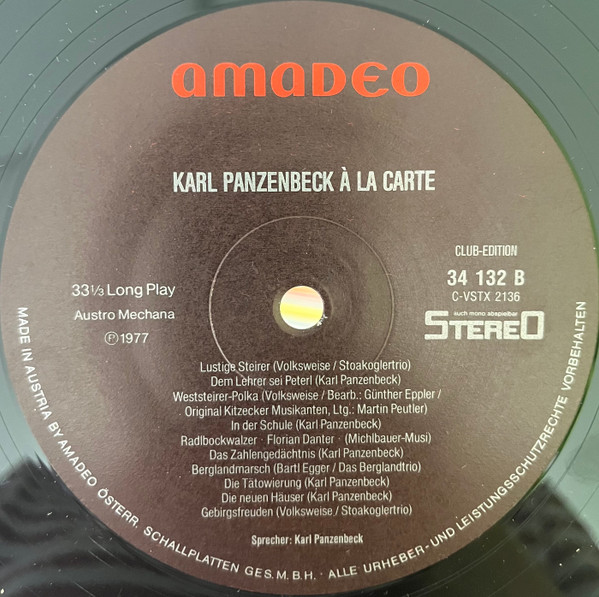 amadeo
KARL PANZENBECK À LA CARTE
CLUB-EDITION
34 132 B
C-VSTX 2136
auch mono abspielbar
STEREO
33 1/3 Long Play
Austro Mechana
Ⓟ 1977
Lustige Steirer (Volksweise / Stoakoglertrio)
Dem Lehrer sei Peterl (Karl Panzenbeck)
Weststeirer-Polka (Volksweise / Bearb.: Günther Eppler /
Original Kitzecker Musikanten, Ltg.: Martin Peutler)
In der Schule (Karl Panzenbeck)
Radlbockwalzer · Florian Danter · (Michlbauer-Musi)
Das Zahlengedächtnis (Karl Panzenbeck)
Berglandmarsch (Bartl Egger / Das Berglandtrio)
Die Tätowierung (Karl Panzenbeck)
Die neuen Häuser (Karl Panzenbeck)
Gebirgsfreuden (Volksweise / Stoakoglertrio)
Sprecher: Karl Panzenbeck
MADE IN AUSTRIA BY AMADEO ÖSTERR. SCHALLPLATTEN GES.M.B.H. · ALLE URHEBER- UND LEISTUNGSSCHUTZRECHTE VORBEHALTEN